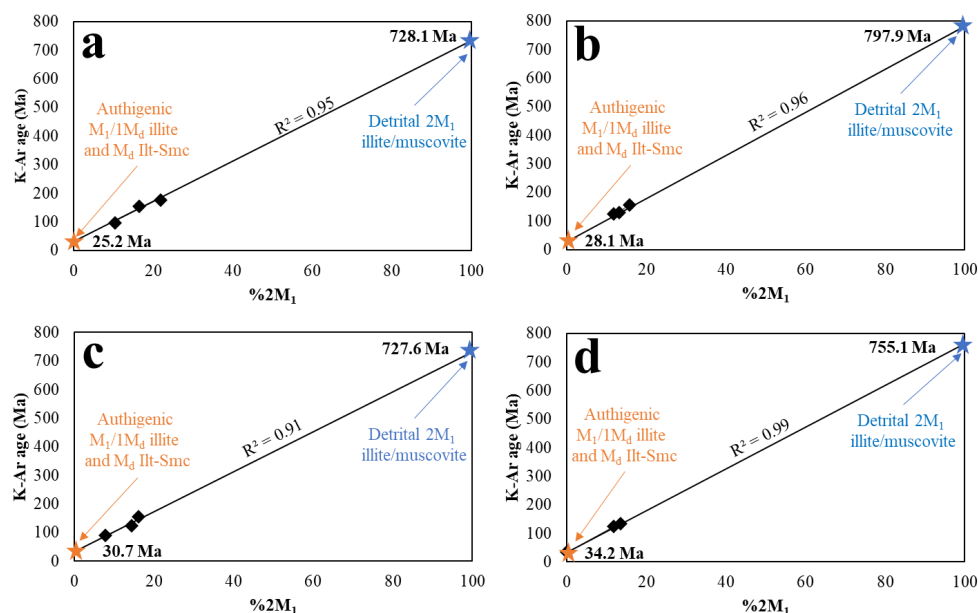 a
K-Ar age (Ma)
800
700
600
500
400
300
200
100
0
728.1 Ma
R² = 0.95
Authigenic
M₁/1M_d illite
and M_d Ilt-Smc
Detrital 2M₁
illite/muscovite
25.2 Ma
0 20 40 60 80 100
%2M₁
b
K-Ar age (Ma)
800
700
600
500
400
300
200
100
0
797.9 Ma
R² = 0.96
Authigenic
M₁/1M_d illite
and M_d Ilt-Smc
Detrital 2M₁
illite/muscovite
28.1 Ma
0 20 40 60 80 100
%2M₁
c
K-Ar age (Ma)
800
700
600
500
400
300
200
100
0
727.6 Ma
R² = 0.91
Authigenic
M₁/1M_d illite
and M_d Ilt-Smc
Detrital 2M₁
illite/muscovite
30.7 Ma
0 20 40 60 80 100
%2M₁
d
K-Ar age (Ma)
800
700
600
500
400
300
200
100
0
755.1 Ma
R² = 0.99
Authigenic
M₁/1M_d illite
and M_d Ilt-Smc
Detrital 2M₁
illite/muscovite
34.2 Ma
0 20 40 60 80 100
%2M₁